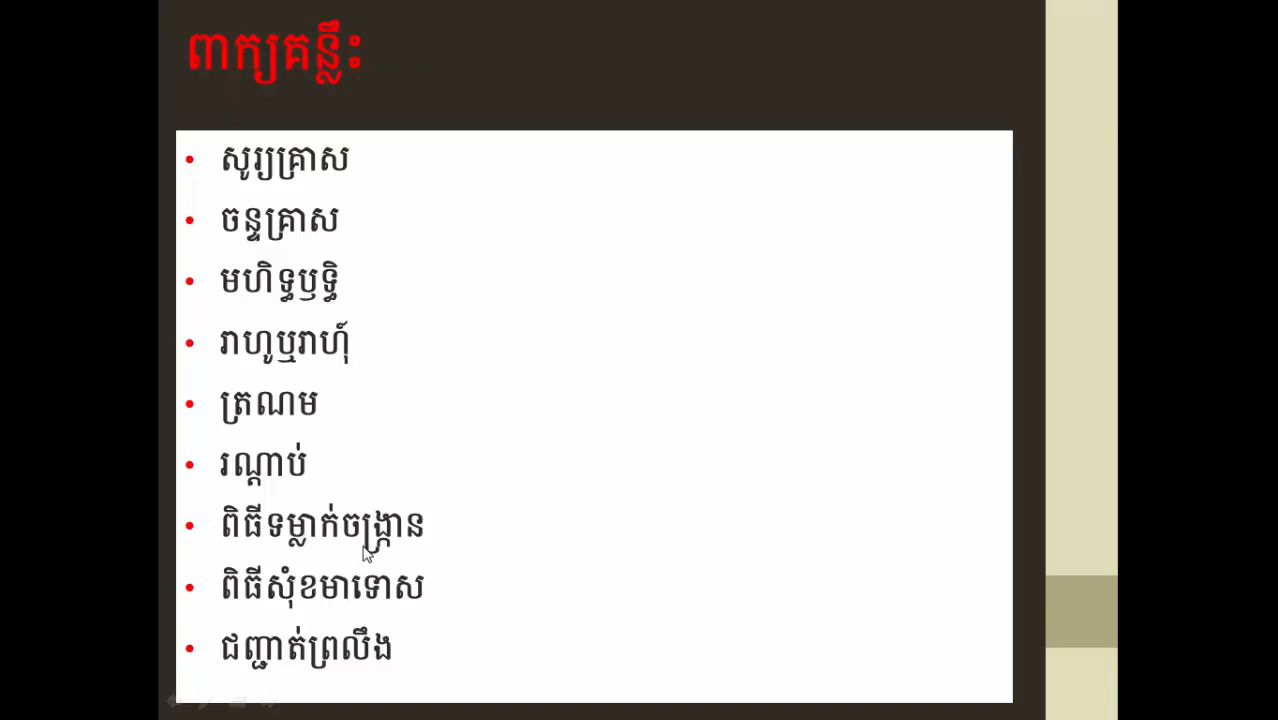 ពាក្យគន្លឹះ
• សូរ្យគ្រាស
• ចន្ទគ្រាស
• មហិទ្ធឫទ្ធិ
• រាហូឬរាហុ៍
• ត្រណម
• រណ្តាប់
• ពិធីទម្លាក់ចង្ក្រាន
• ពិធីសុំខមាទោស
• ជញ្ជាត់ព្រលឹង